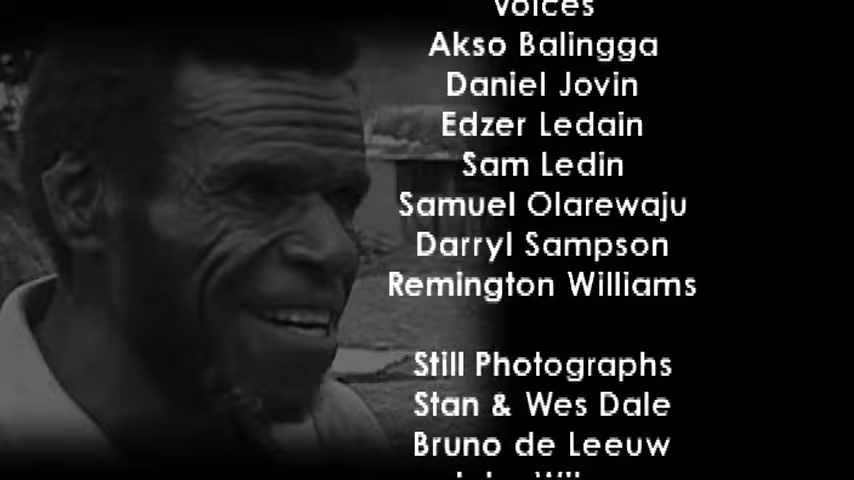 Voices
Akso Balingga
Daniel Jovin
Edzer Ledain
Sam Ledin
Samuel Olarewaju
Darryl Sampson
Remington Williams
Still Photographs
Stan & Wes Dale
Bruno de Leeuw